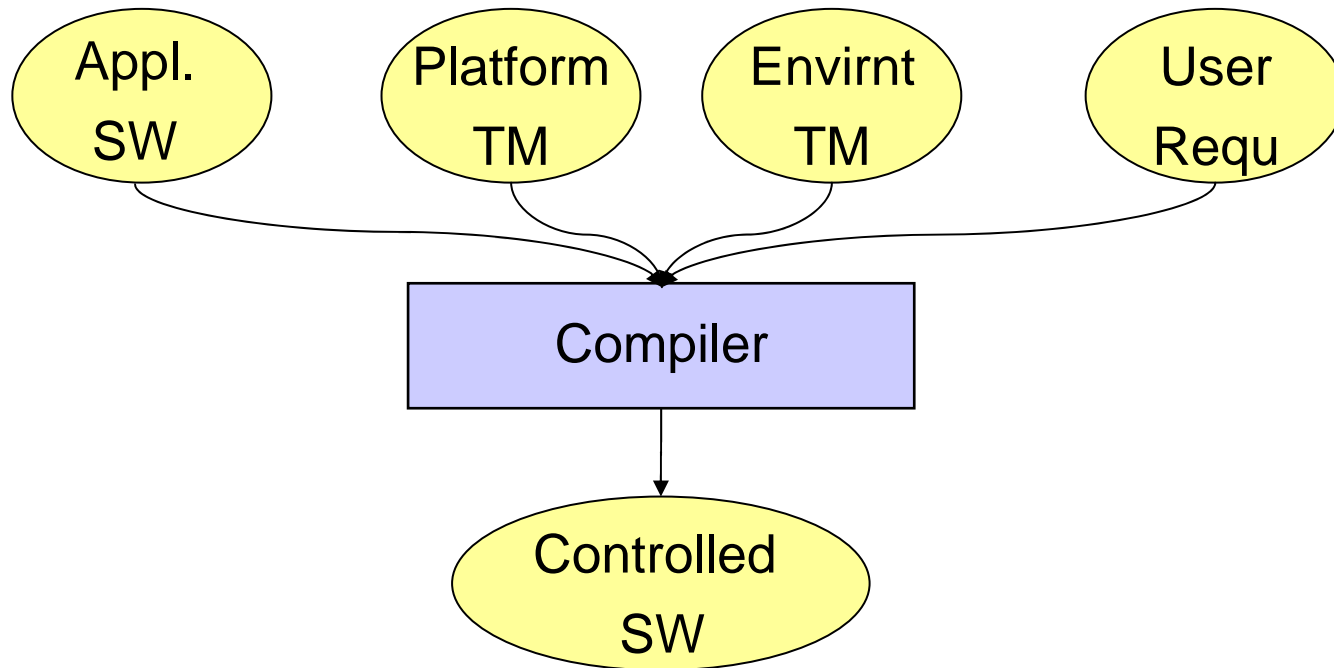 Appl.
SW
Platform
TM
Envirnt
TM
User
Requ
Compiler
Controlled
SW